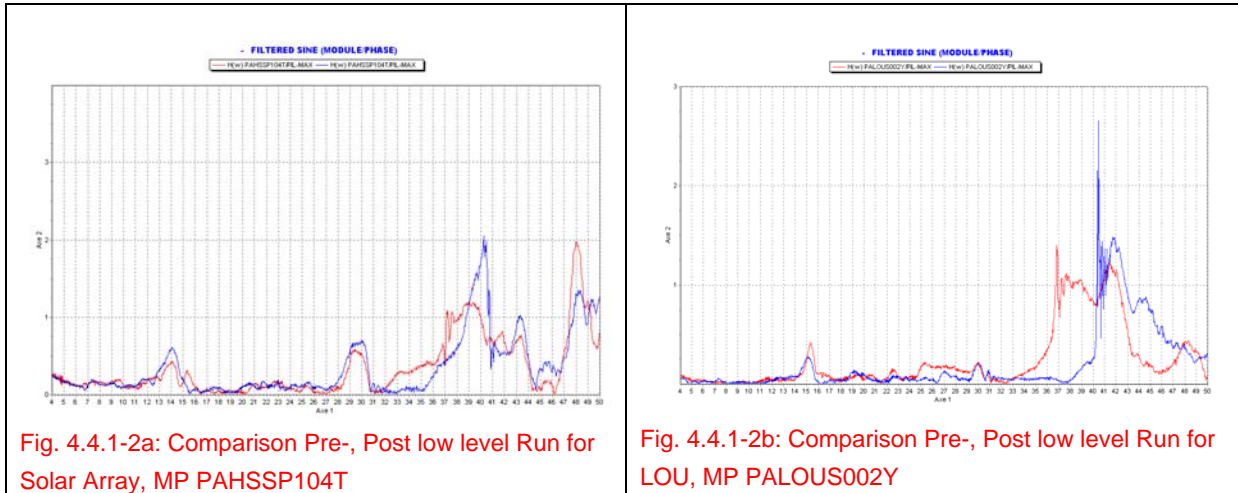 - FILTERED SINE (MODULE/PHASE)
H(w) PAHSSP104T/PIL-MAX H(w) PAHSSP104T/PIL-MAX
3
2
Axe 2
1
0
4 5 6 7 8 9 10 11 12 13 14 15 16 17 18 19 20 21 22 23 24 25 26 27 29 30 31 32 33 34 35 36 37 39 40 41 42 43 44 45 46 47 48 49 50
Axe 1
Fig. 4.4.1-2a: Comparison Pre-, Post low level Run for
Solar Array, MP PAHSSP104T
- FILTERED SINE (MODULE/PHASE)
H(w) PALOUS002Y/PIL-MAX H(w) PALOUS002Y/PIL-MAX
3
2
Axe 2
1
4 5 6 7 8 9 10 11 12 13 14 15 16 17 18 19 20 21 22 23 24 25 26 27 29 30 31 32 33 34 35 36 37 39 40 41 42 43 44 45 46 47 48 49 50
Axe 1
Fig. 4.4.1-2b: Comparison Pre-, Post low level Run for
LOU, MP PALOUS002Y